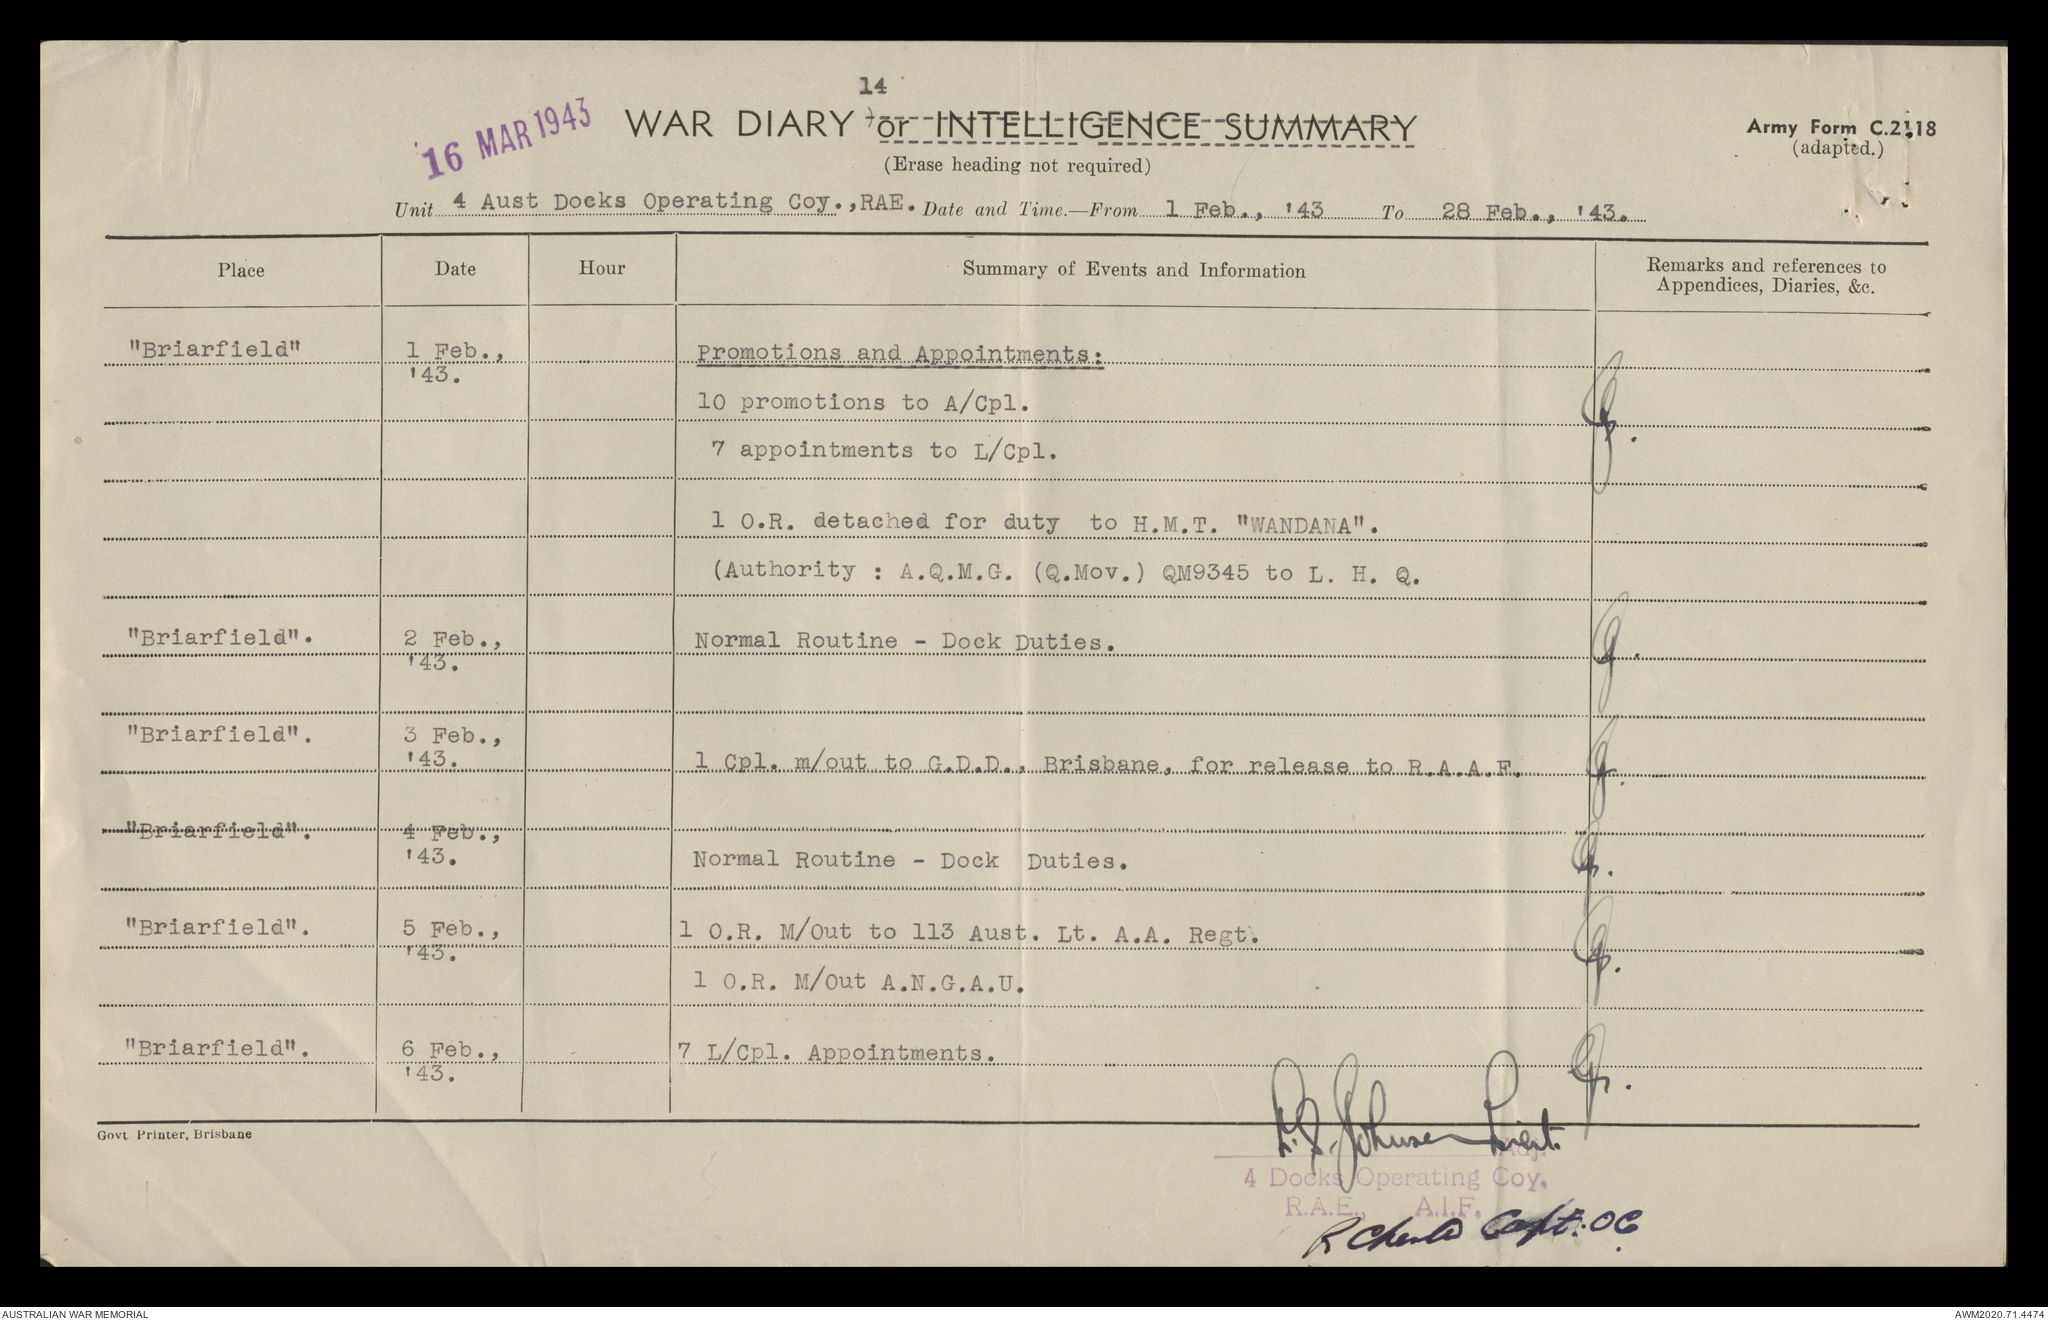 14
16 MAR 1943
WAR DIARY or INTELLIGENCE SUMMARY
Army Form C.2118
(adapted.)
(Erase heading not required)
Unit 4 Aust Docks Operating Coy.,RAE. Date and Time.—From 1 Feb., '43 To 28 Feb., '43.
Place Date Hour Summary of Events and Information Remarks and references to
Appendices, Diaries, &c.
"Briarfield" 1 Feb., Promotions and Appointments:
'43.
10 promotions to A/Cpl.
7 appointments to L/Cpl.
1 O.R. detached for duty to H.M.T. "WANDANA".
(Authority : A.Q.M.G. (Q.Mov.) QM9345 to L. H. Q.
"Briarfield". 2 Feb., Normal Routine - Dock Duties.
'43.
"Briarfield". 3 Feb.,
'43. 1 Cpl. m/out to G.D.D., Brisbane, for release to R.A.A.F.
"Briarfield". 4 Feb.,
'43. Normal Routine - Dock Duties.
"Briarfield". 5 Feb., 1 O.R. M/Out to 113 Aust. Lt. A.A. Regt.
'43.
1 O.R. M/Out A.N.G.A.U.
"Briarfield". 6 Feb., 7 L/Cpl. Appointments.
'43.
Govt. Printer, Brisbane
Johnson Lieut.
Adj.
4 Docks Operating Coy.
R.A.E., A.I.F.
Capt. OC
AUSTRALIAN WAR MEMORIAL
AWM2020.71.4474